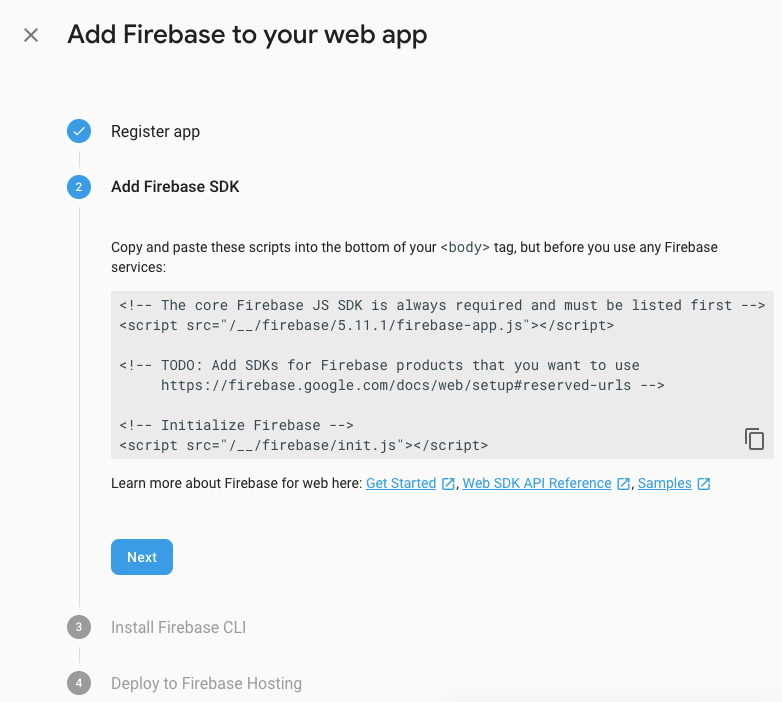 Add Firebase to your web app
Register app
2
Add Firebase SDK
Copy and paste these scripts into the bottom of your <body> tag, but before you use any Firebase
services:
<!-- The core Firebase JS SDK is always required and must be listed first -->
<script src="/__/firebase/5.11.1/firebase-app.js"></script>
<!-- TODO: Add SDKs for Firebase products that you want to use
https://firebase.google.com/docs/web/setup#reserved-urls -->
<!-- Initialize Firebase -->
<script src="/__/firebase/init.js"></script>
Learn more about Firebase for web here: Get Started , Web SDK API Reference , Samples
Next
3
Install Firebase CLI
4
Deploy to Firebase Hosting